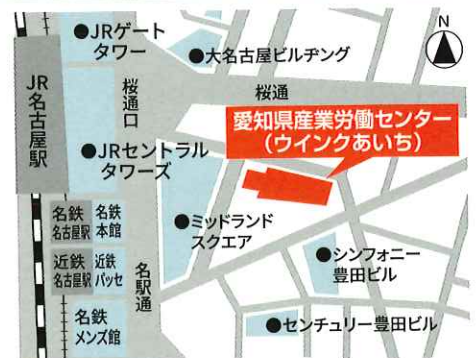 ●JRゲート
タワー
●大名古屋ビルヂング
N
JR名古屋駅
桜通口
桜通
愛知県産業労働センター
(ウインクあいち)
●JRセントラル
タワーズ
名鉄
名古屋駅
名鉄
本館
●ミッドランド
スクエア
近鉄
名古屋駅
近鉄
パッセ
名駅通
●シンフォニー
豊田ビル
名鉄
メンズ館
●センチュリー豊田ビル